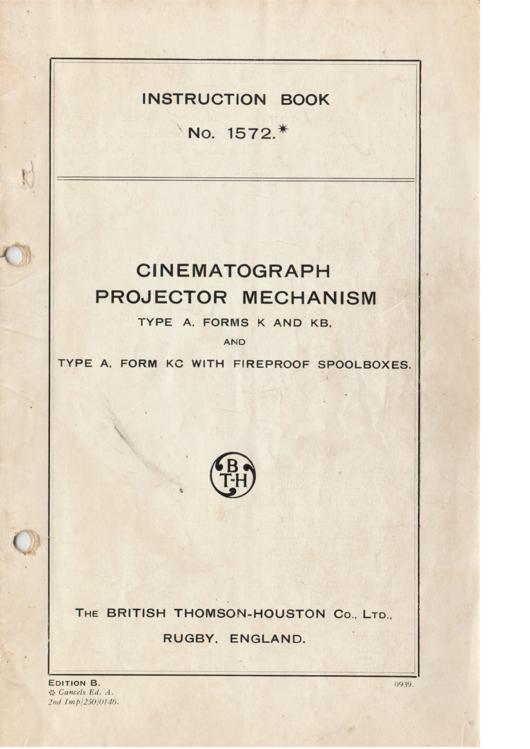 INSTRUCTION BOOK
No. 1572.*
CINEMATOGRAPH
PROJECTOR MECHANISM
TYPE A. FORMS K AND KB,
AND
TYPE A. FORM KC WITH FIREPROOF SPOOLBOXES.
B
T-H
THE BRITISH THOMSON-HOUSTON Co., LTD.,
RUGBY, ENGLAND.
EDITION B.
* Cancels Ed. A.
2nd Imp/250/0146.
0939.